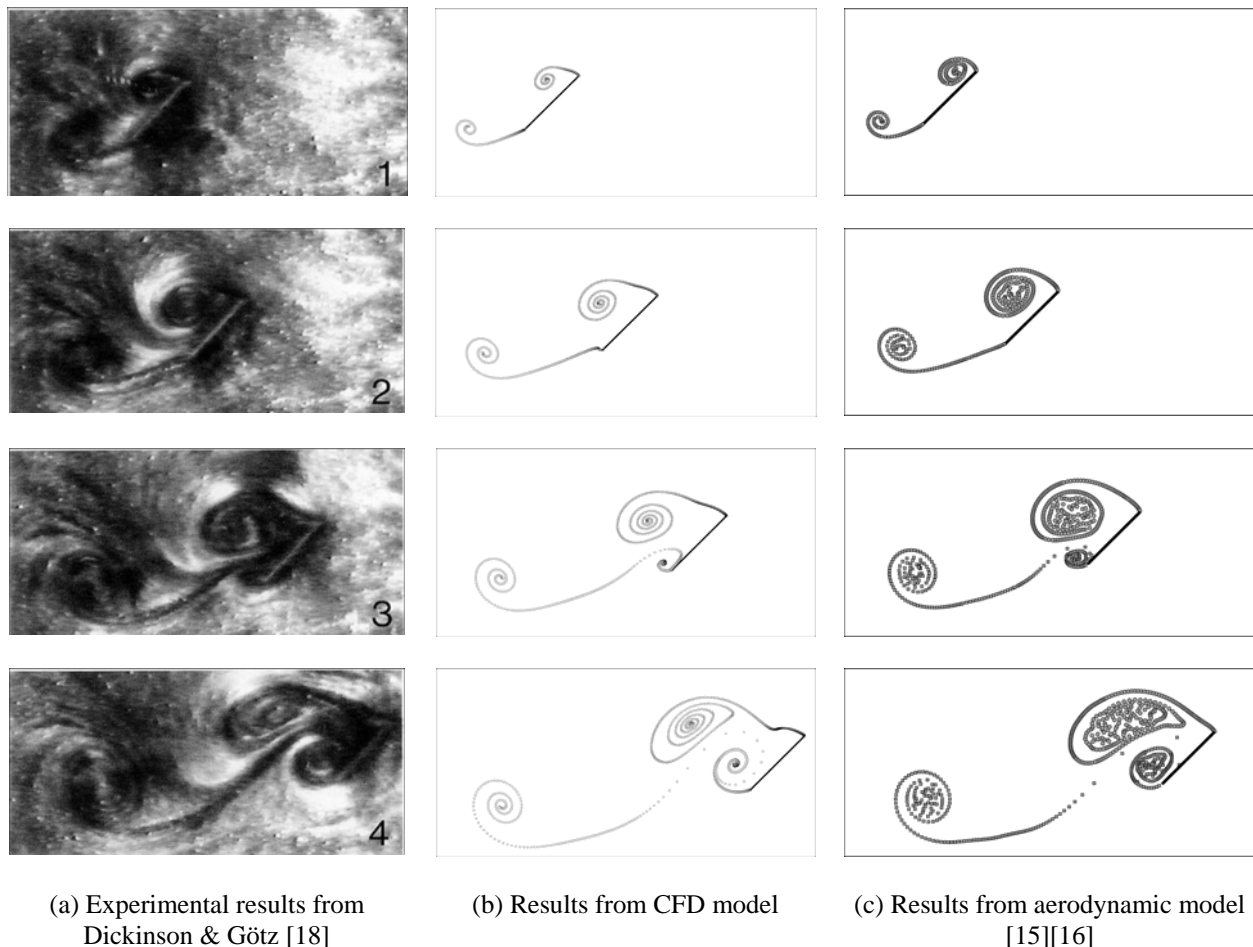 1
2
3
4
(a) Experimental results from
Dickinson & Götz [18]
(b) Results from CFD model
(c) Results from aerodynamic model
[15][16]